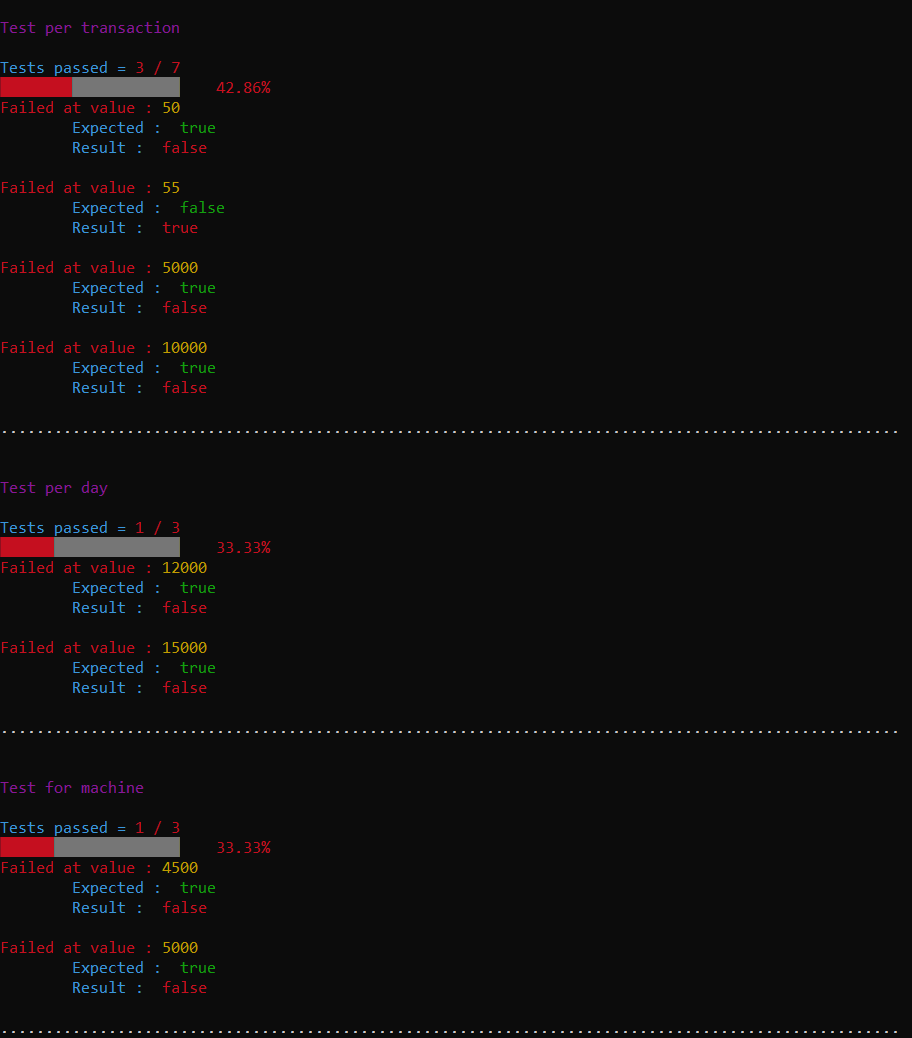 Test per transaction
Tests passed = 3 / 7
42.86%
Failed at value : 50
Expected :  true
Result :  false
Failed at value : 55
Expected :  false
Result :  true
Failed at value : 5000
Expected :  true
Result :  false
Failed at value : 10000
Expected :  true
Result :  false
....................................................................................................
Test per day
Tests passed = 1 / 3
33.33%
Failed at value : 12000
Expected :  true
Result :  false
Failed at value : 15000
Expected :  true
Result :  false
....................................................................................................
Test for machine
Tests passed = 1 / 3
33.33%
Failed at value : 4500
Expected :  true
Result :  false
Failed at value : 5000
Expected :  true
Result :  false
....................................................................................................